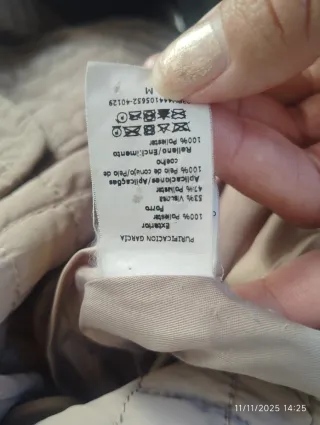 PURIFICACION GARCÍA
Exterior
100% Poliester
Forro
53% Viscosa
47% Poliester
Aplicaciones/Aplicações
100% Pelo de conejo/Pelo de
coelho
Relleno/Enchimento
100% Poliester
M
11/11/2025 14:25